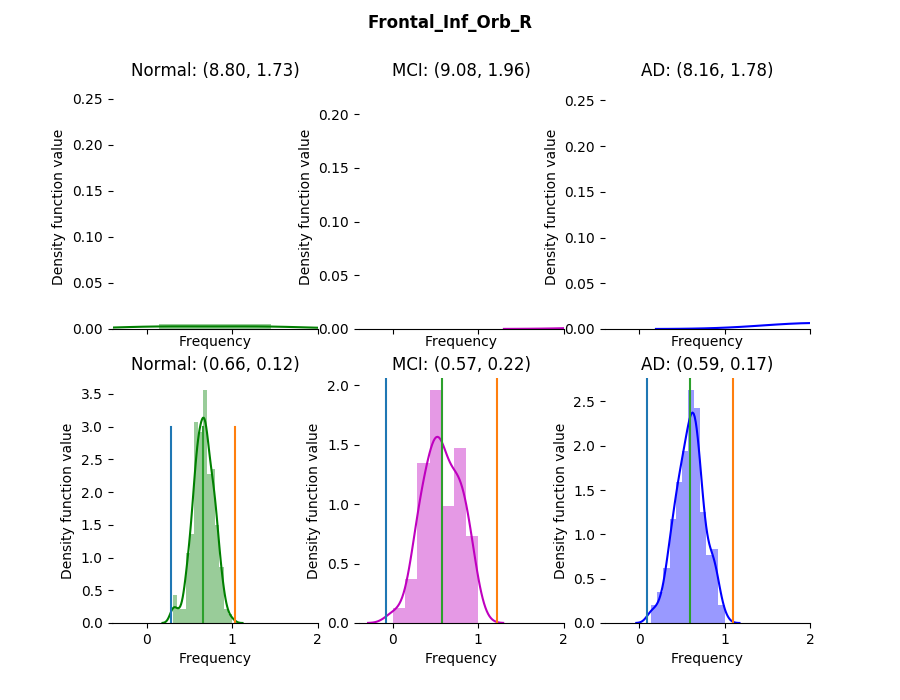 Frontal_Inf_Orb_R
Normal: (8.80, 1.73)
MCI: (9.08, 1.96)
AD: (8.16, 1.78)
Density function value
0.25
0.20
0.15
0.10
0.05
0.00
Frequency
Density function value
0.20
0.15
0.10
0.05
0.00
Frequency
Density function value
0.25
0.20
0.15
0.10
0.05
0.00
Frequency
Normal: (0.66, 0.12)
MCI: (0.57, 0.22)
AD: (0.59, 0.17)
Density function value
3.5
3.0
2.5
2.0
1.5
1.0
0.5
0.0
0 1 2
Frequency
Density function value
2.0
1.5
1.0
0.5
0.0
0 1 2
Frequency
Density function value
2.5
2.0
1.5
1.0
0.5
0.0
0 1 2
Frequency